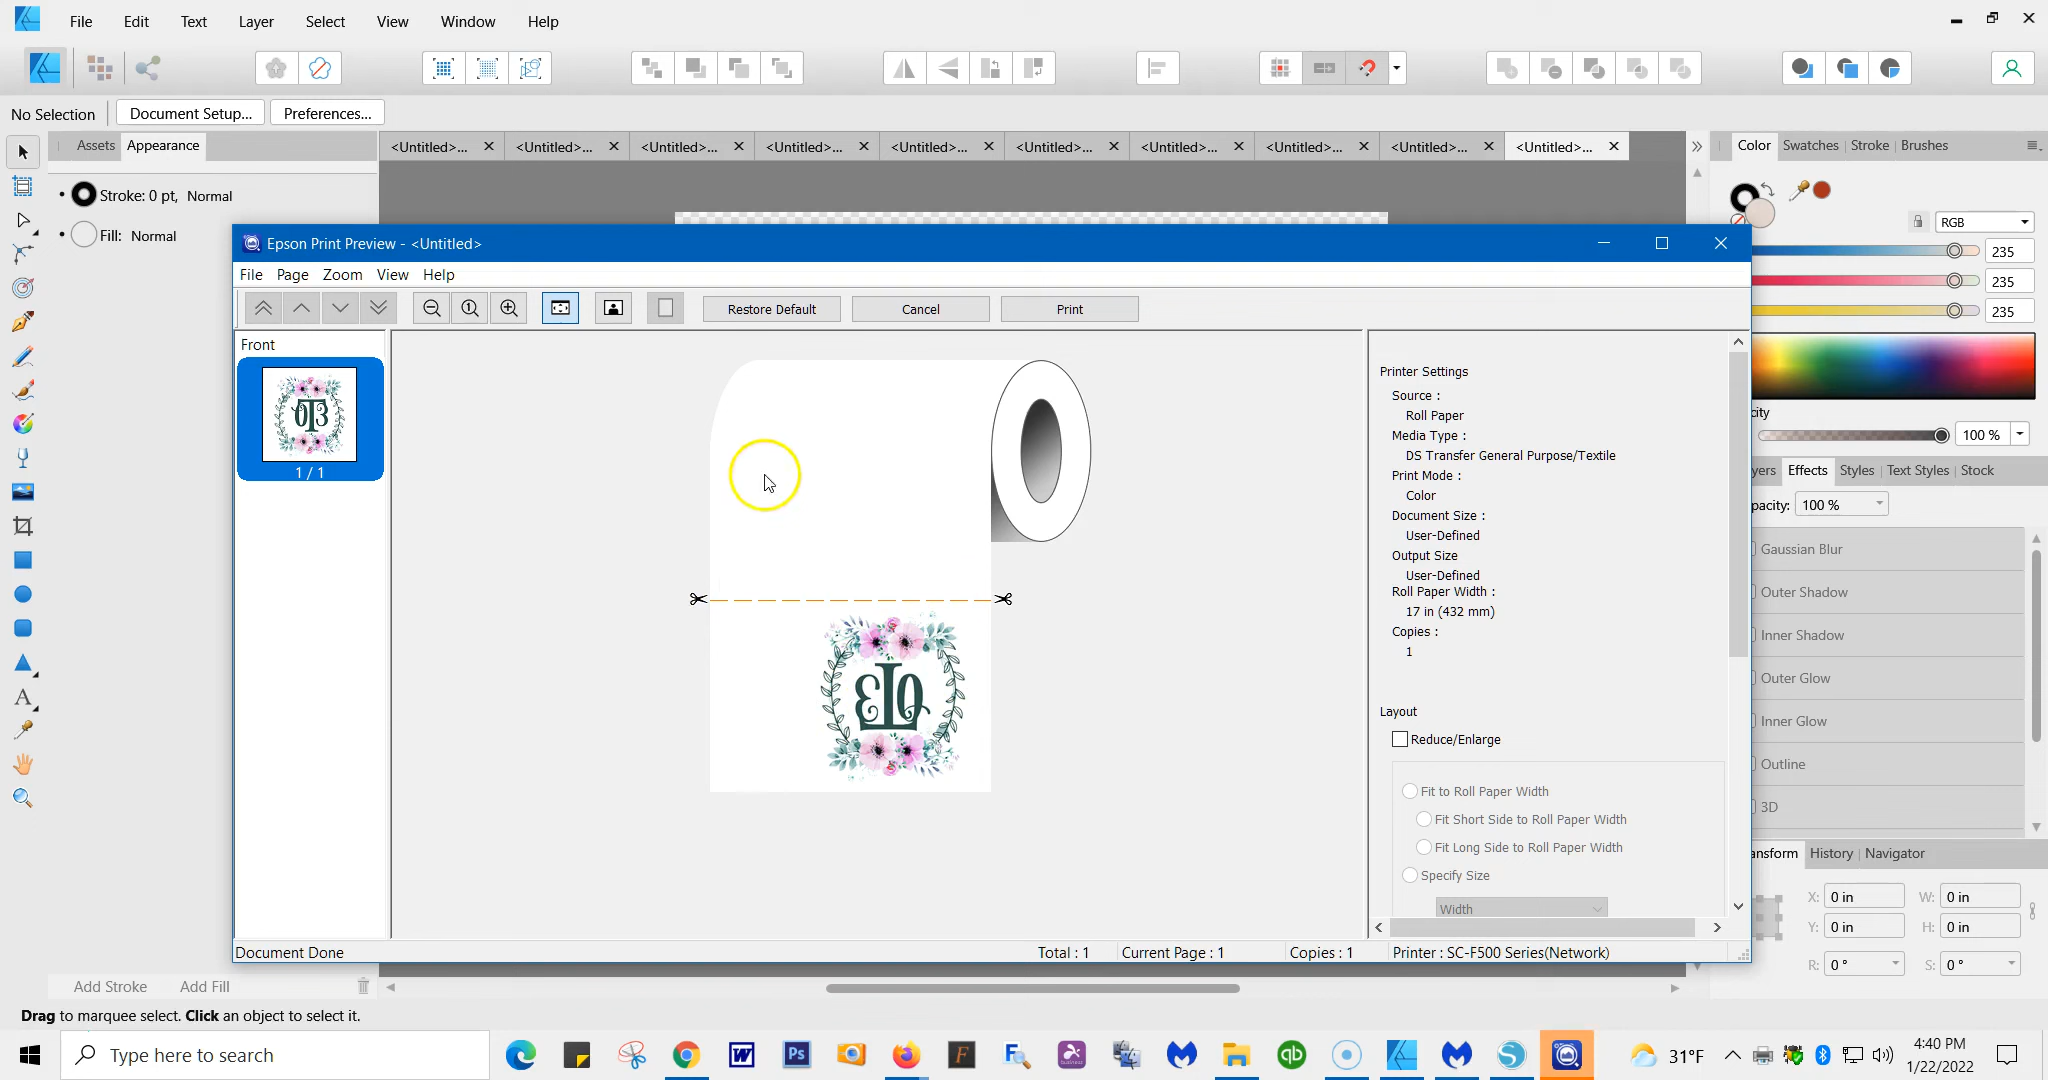 File Edit Text Layer Select View Window Help
No Selection Document Setup... Preferences...
Assets Appearance
<Untitled>... <Untitled>... <Untitled>... <Untitled>... <Untitled>... <Untitled>... <Untitled>... <Untitled>... <Untitled>... <Untitled>...
Color Swatches Stroke Brushes
Stroke: 0 pt, Normal
Fill: Normal
RGB
235
235
235
Epson Print Preview - <Untitled>
File Page Zoom View Help
Restore Default Cancel Print
Front
1 / 1
Printer Settings
Source :
Roll Paper
Media Type :
DS Transfer General Purpose/Textile
Print Mode :
Color
Document Size :
User-Defined
Output Size
User-Defined
Roll Paper Width :
17 in (432 mm)
Copies :
1
Layout
Reduce/Enlarge
Fit to Roll Paper Width
Fit Short Side to Roll Paper Width
Fit Long Side to Roll Paper Width
Specify Size
Width
Document Done Total : 1 Current Page : 1 Copies : 1 Printer : SC-F500 Series(Network)
city
100 %
yers Effects Styles Text Styles Stock
pacity: 100 %
Gaussian Blur
Outer Shadow
Inner Shadow
Outer Glow
Inner Glow
Outline
3D
ansform History Navigator
X: 0 in W: 0 in
Y: 0 in H: 0 in
R: 0 ° S: 0 °
Add Stroke Add Fill
Drag to marquee select. Click an object to select it.
Type here to search
31°F
4:40 PM
1/22/2022